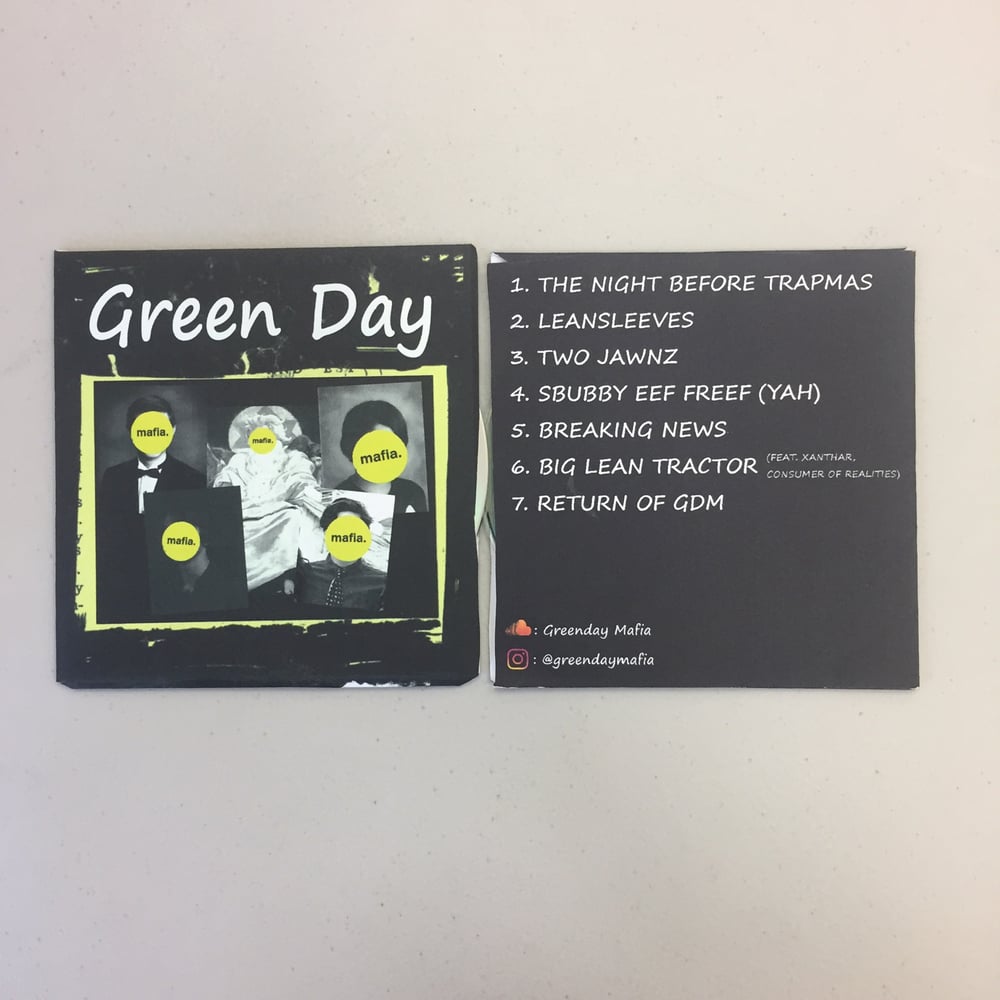 Green Day
mafia.
mafia.
mafia.
mafia.
mafia.
1. THE NIGHT BEFORE TRAPMAS
2. LEANSLEEVES
3. TWO JAWNZ
4. SBUBBY EEF FREEF (YAH)
5. BREAKING NEWS
6. BIG LEAN TRACTOR (FEAT. XANTHAR,
CONSUMER OF REALITIES)
7. RETURN OF GDM
: Greenday Mafia
: @greendaymafia